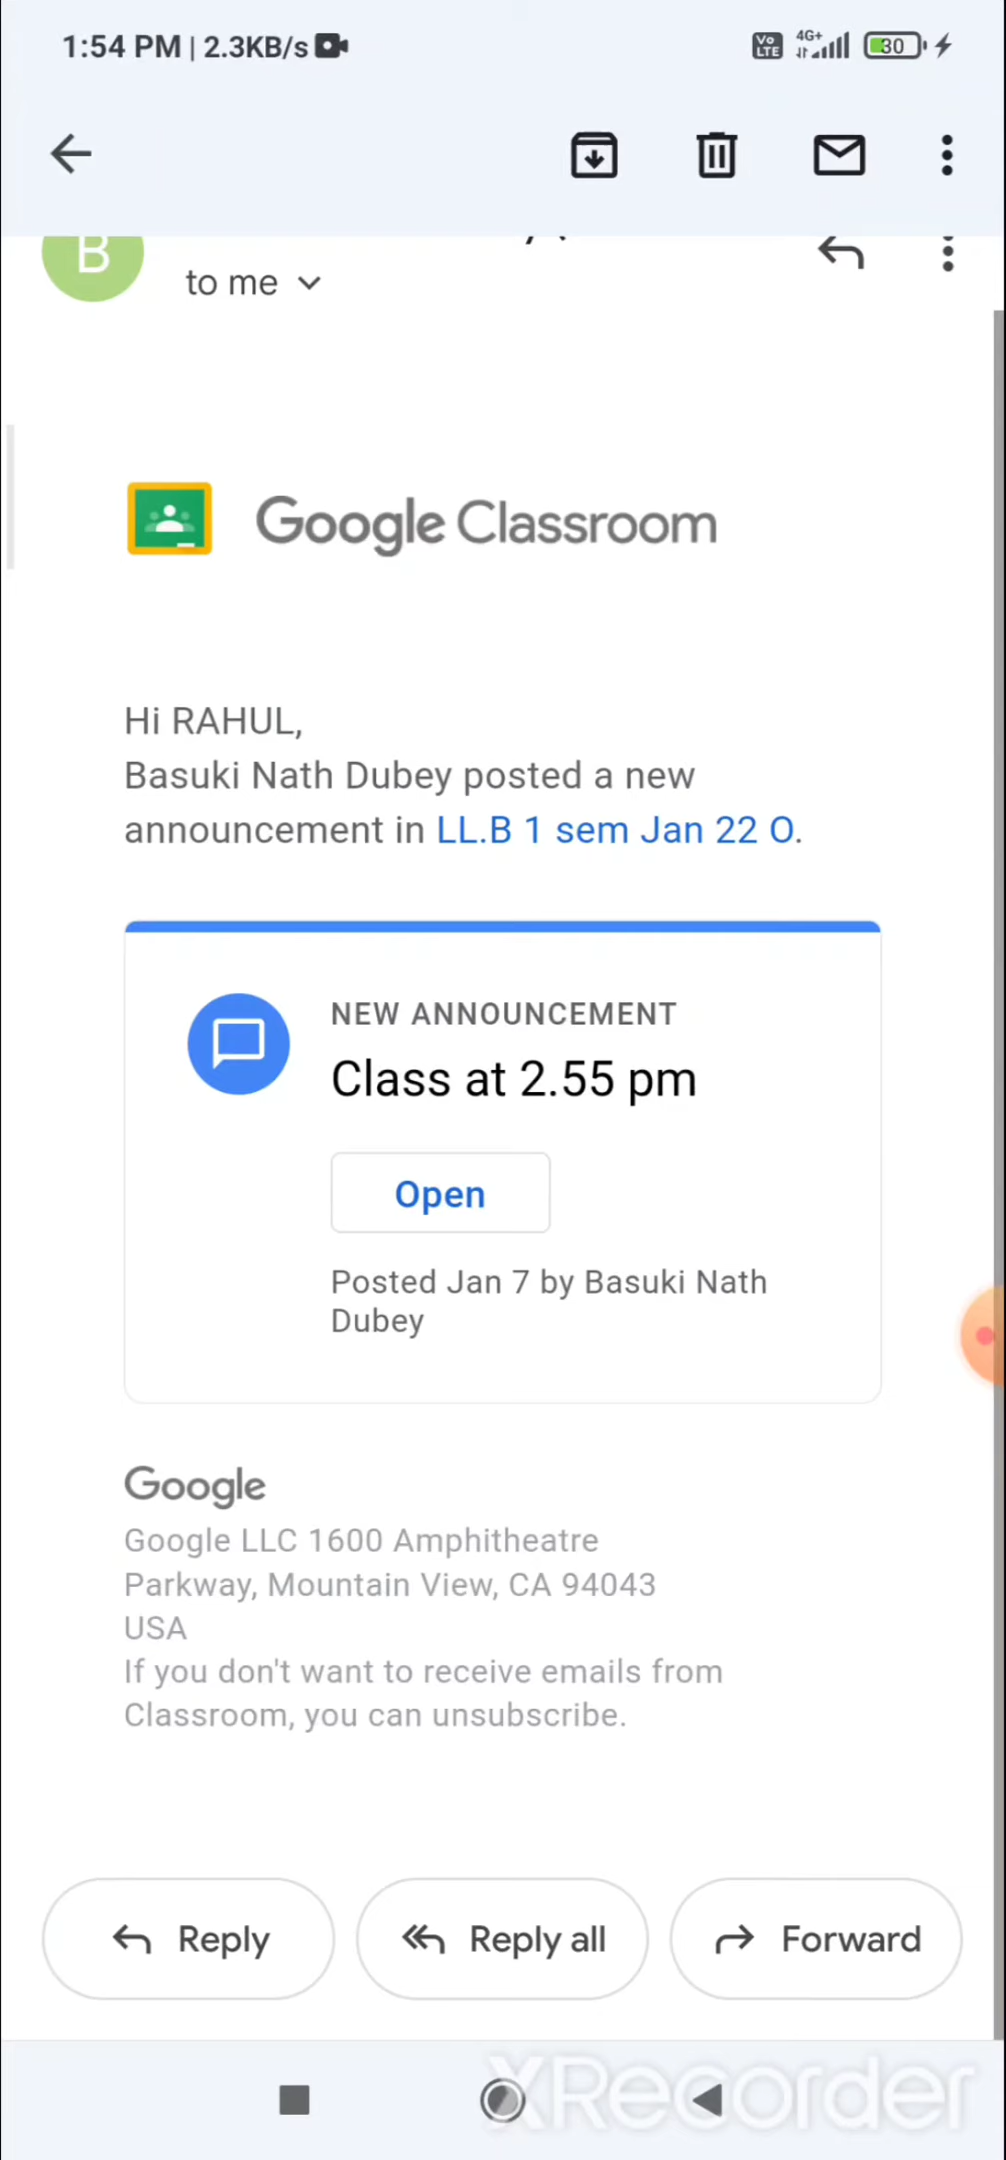 1:54 PM | 2.3KB/s Vo LTE 4G+ 30
B
to me
Google Classroom
Hi RAHUL,
Basuki Nath Dubey posted a new
announcement in LL.B 1 sem Jan 22 O.
NEW ANNOUNCEMENT
Class at 2.55 pm
Open
Posted Jan 7 by Basuki Nath
Dubey
Google
Google LLC 1600 Amphitheatre
Parkway, Mountain View, CA 94043
USA
If you don't want to receive emails from
Classroom, you can unsubscribe.
Reply Reply all Forward
XRecorder